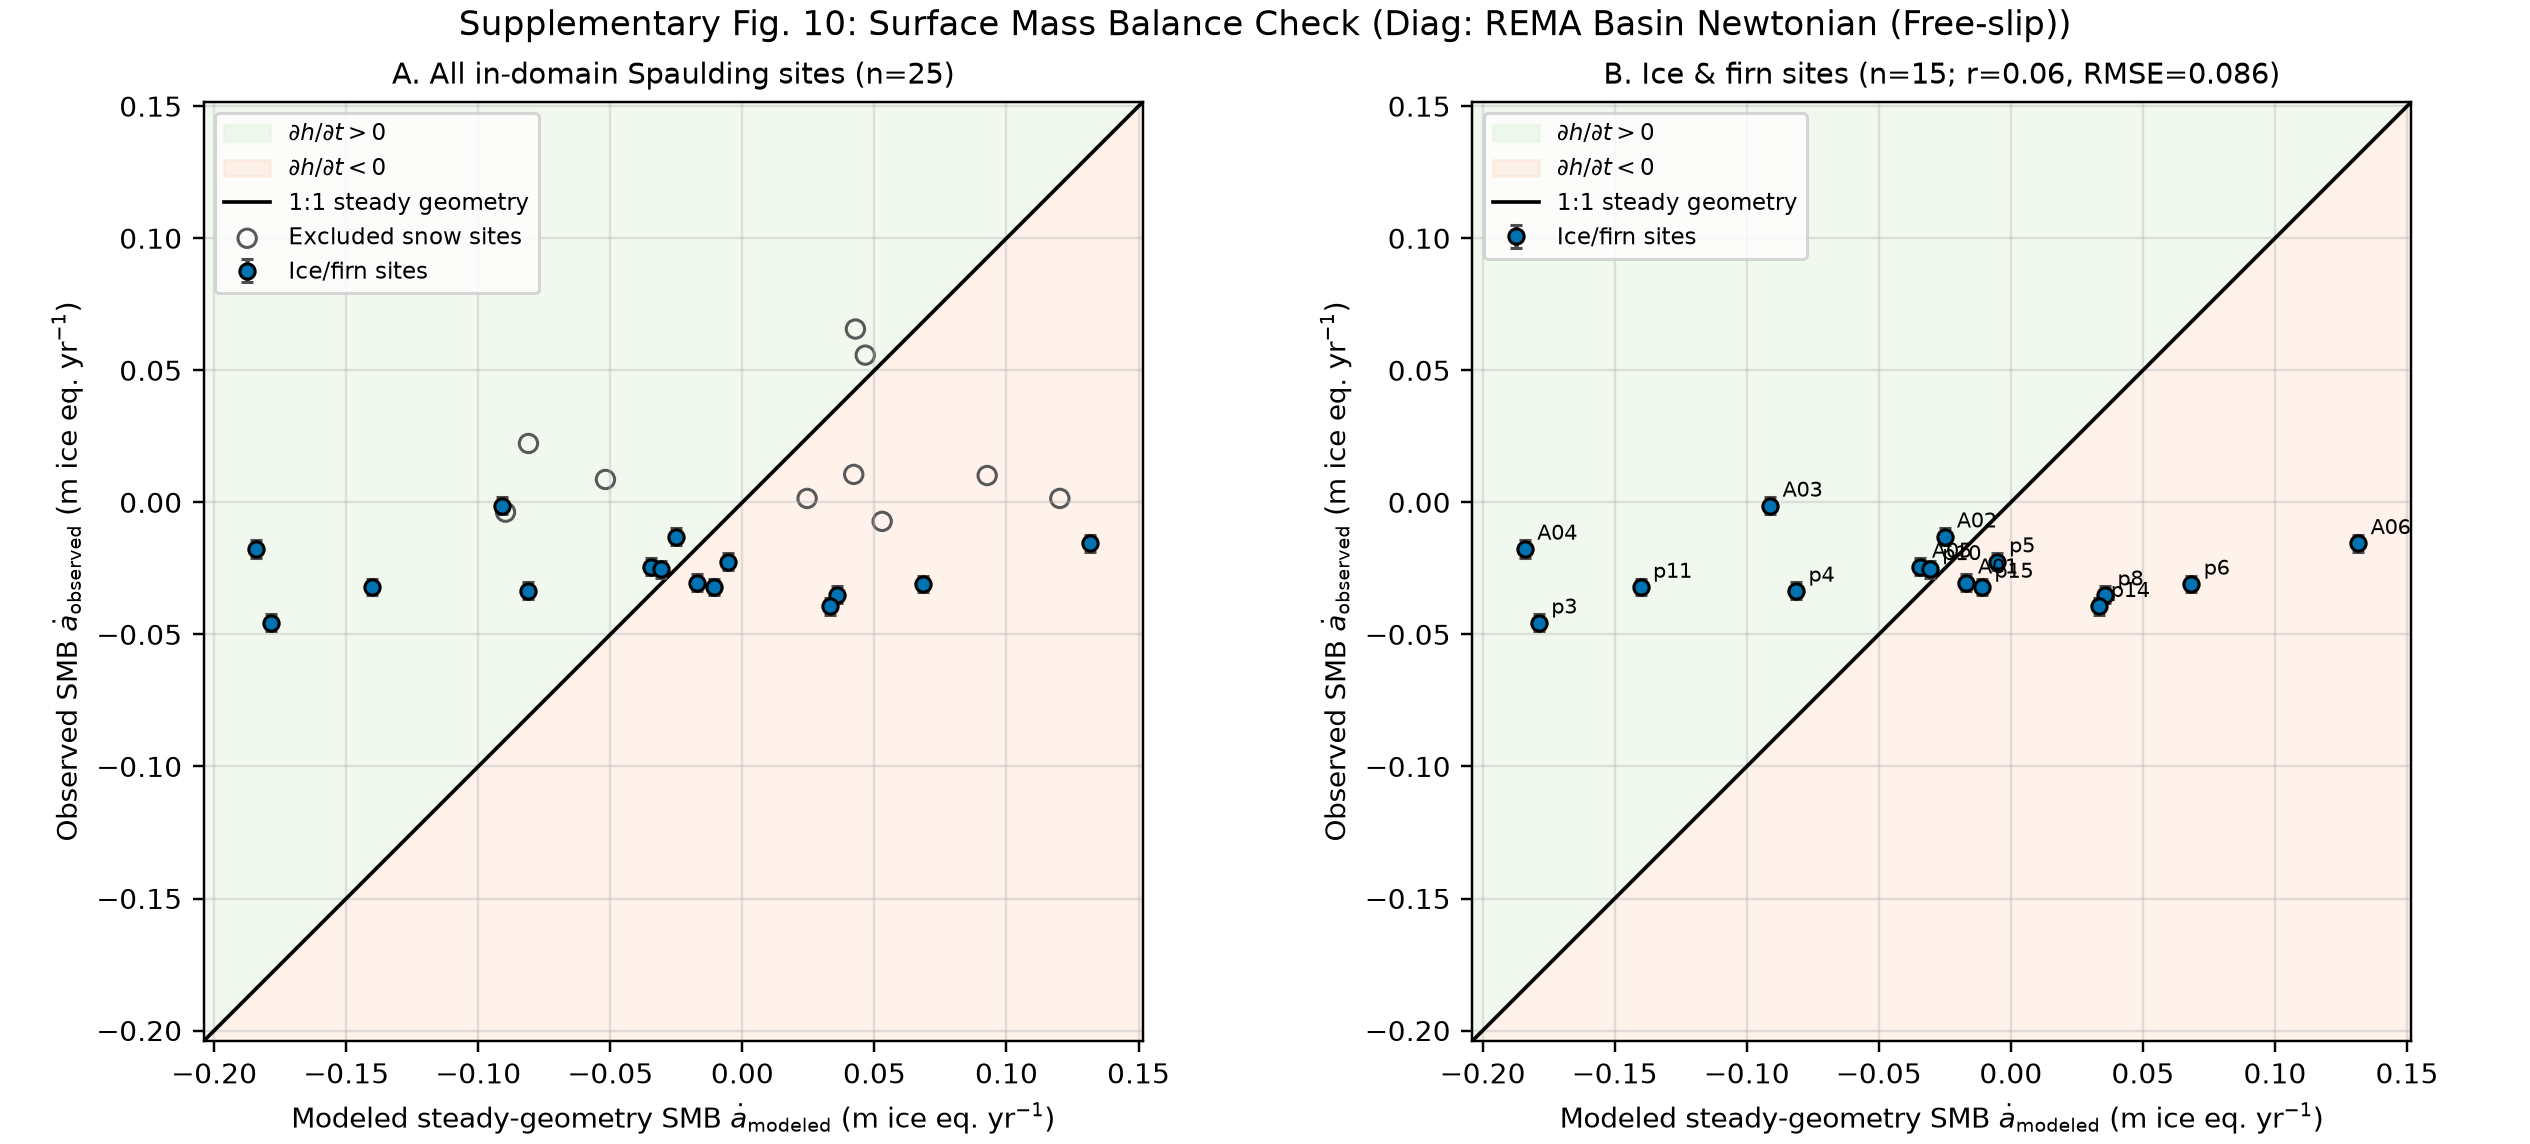 Supplementary Fig. 10: Surface Mass Balance Check (Diag: REMA Basin Newtonian (Free-slip))
A. All in-domain Spaulding sites (n=25)
∂h/∂t > 0
∂h/∂t < 0
1:1 steady geometry
Excluded snow sites
Ice/firn sites
0.15
0.10
0.05
0.00
−0.05
−0.10
−0.15
−0.20
−0.20 −0.15 −0.10 −0.05 0.00 0.05 0.10 0.15
Observed SMB ȧ_observed (m ice eq. yr⁻¹)
Modeled steady-geometry SMB ȧ_modeled (m ice eq. yr⁻¹)
B. Ice & firn sites (n=15; r=0.06, RMSE=0.086)
∂h/∂t > 0
∂h/∂t < 0
1:1 steady geometry
Ice/firn sites
0.15
0.10
0.05
0.00
−0.05
−0.10
−0.15
−0.20
A03
A04
A02
A06
p10
p5
p11
p4
p15
p8
p6
p14
p3
−0.20 −0.15 −0.10 −0.05 0.00 0.05 0.10 0.15
Observed SMB ȧ_observed (m ice eq. yr⁻¹)
Modeled steady-geometry SMB ȧ_modeled (m ice eq. yr⁻¹)